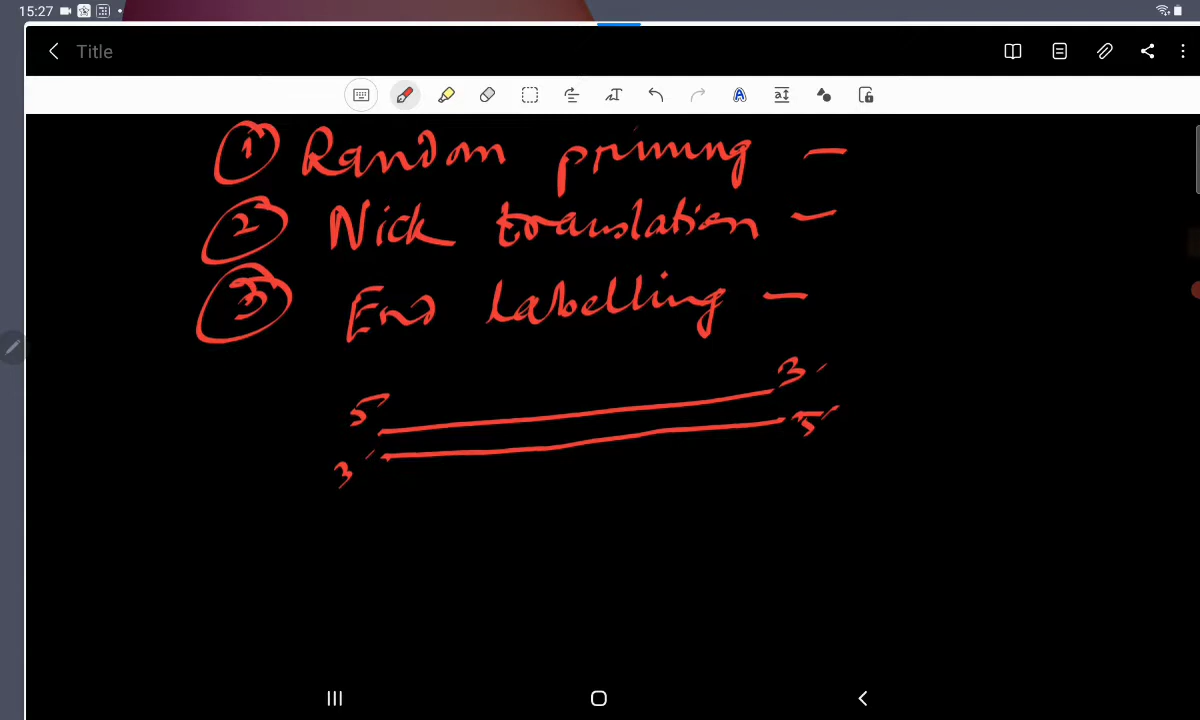 15:27
Title
① Random priming -
② Nick translation -
③ End labelling -
5' 3'
3' 5'